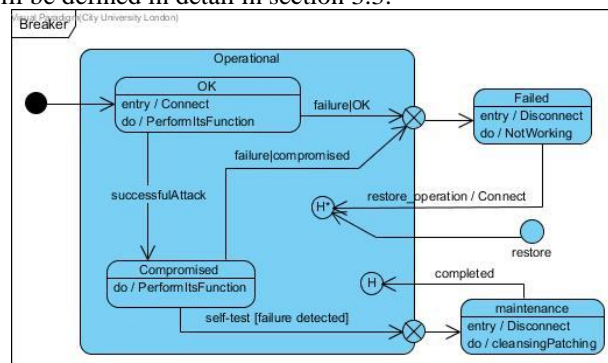 be defined in detail in section 3.3.
Visual Paradigm(City University London)
Breaker
Operational
OK
entry / Connect
do / PerformItsFunction
failure|OK
Failed
entry / Disconnect
do / NotWorking
failure|compromised
successfulAttack
restore_operation / Connect
H*
restore
Compromised
do / PerformItsFunction
H
completed
self-test [failure detected]
maintenance
entry / Disconnect
do / cleansingPatching